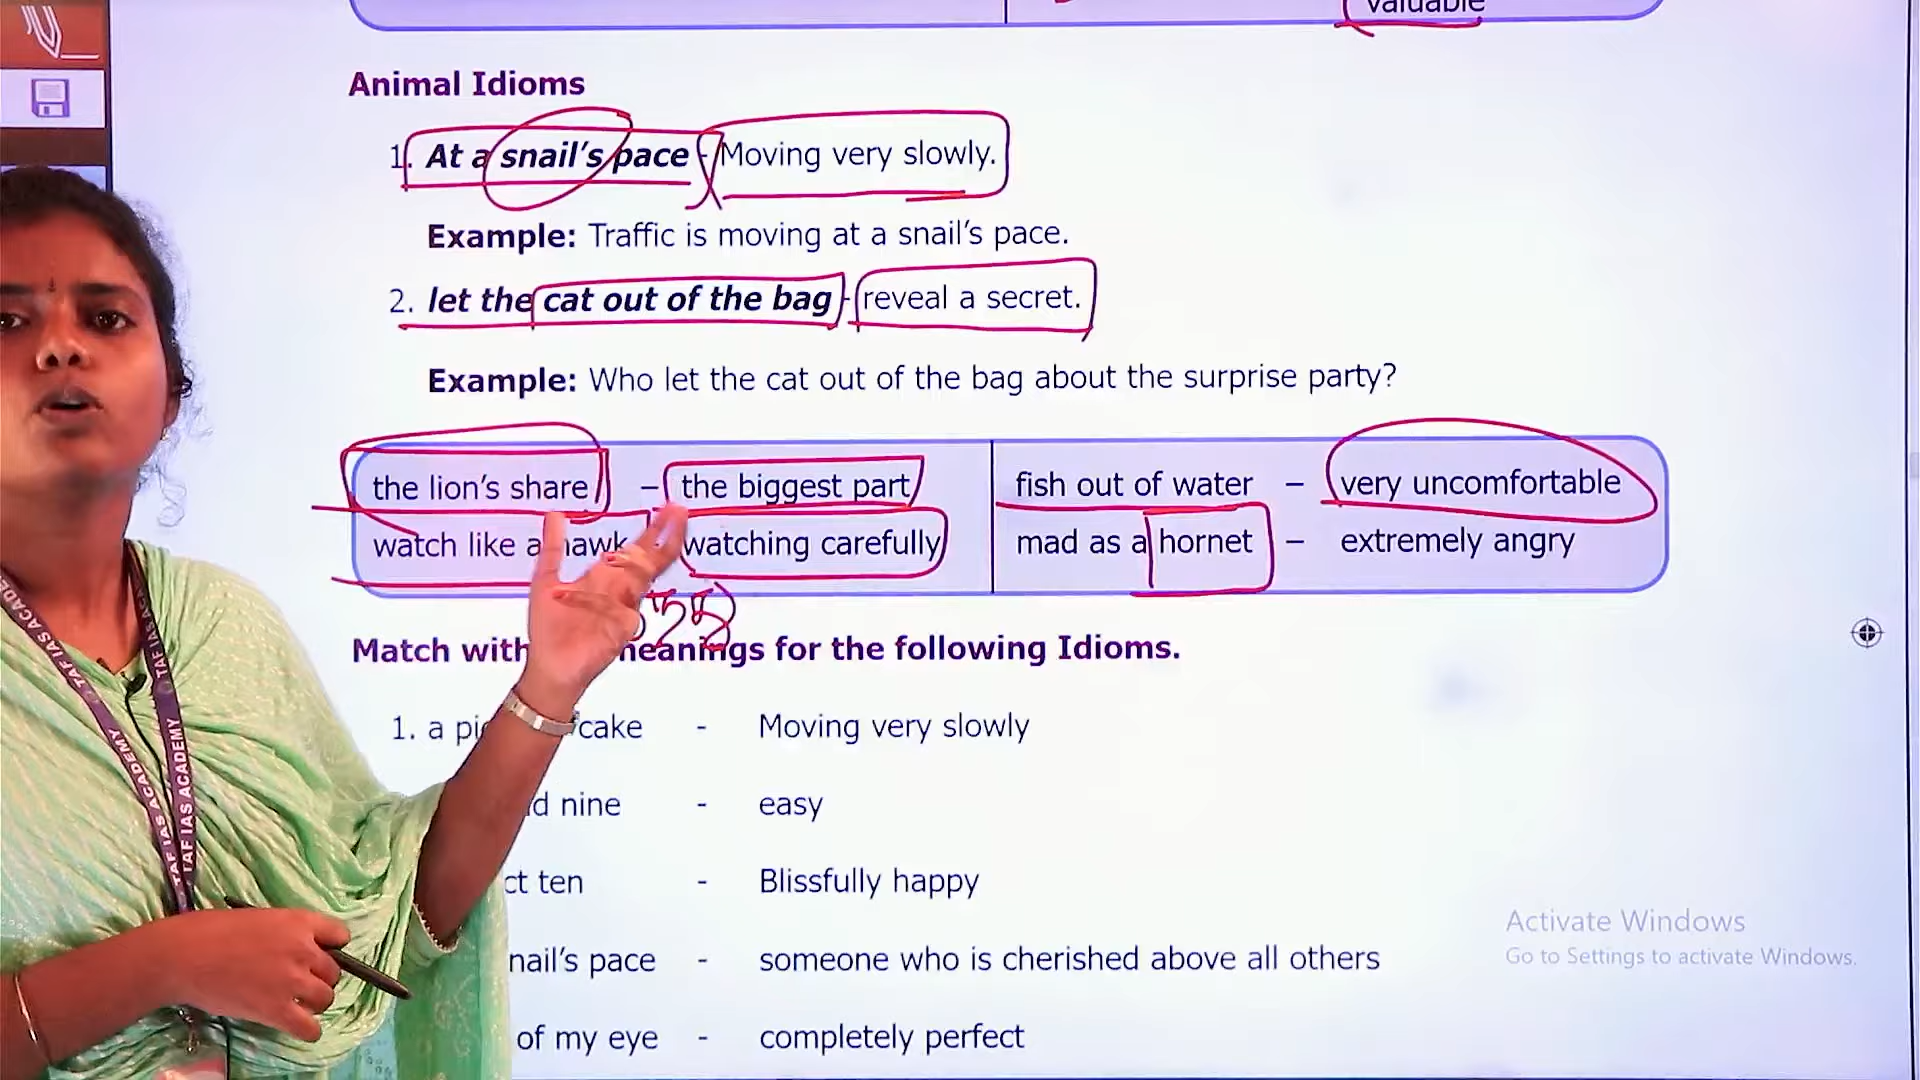 valuable
Animal Idioms
1. At a snail's pace - Moving very slowly.
Example: Traffic is moving at a snail's pace.
2. let the cat out of the bag - reveal a secret.
Example: Who let the cat out of the bag about the surprise party?
the lion's share – the biggest part
fish out of water – very uncomfortable
watch like a hawk - watching carefully
mad as a hornet – extremely angry
Match with meanings for the following Idioms.
1. a cake - Moving very slowly
nine - easy
ten - Blissfully happy
pace - someone who is cherished above all others
of my eye - completely perfect
Activate Windows
Go to Settings to activate Windows.
TAF IAS ACADEMY
TAF IAS ACADEMY